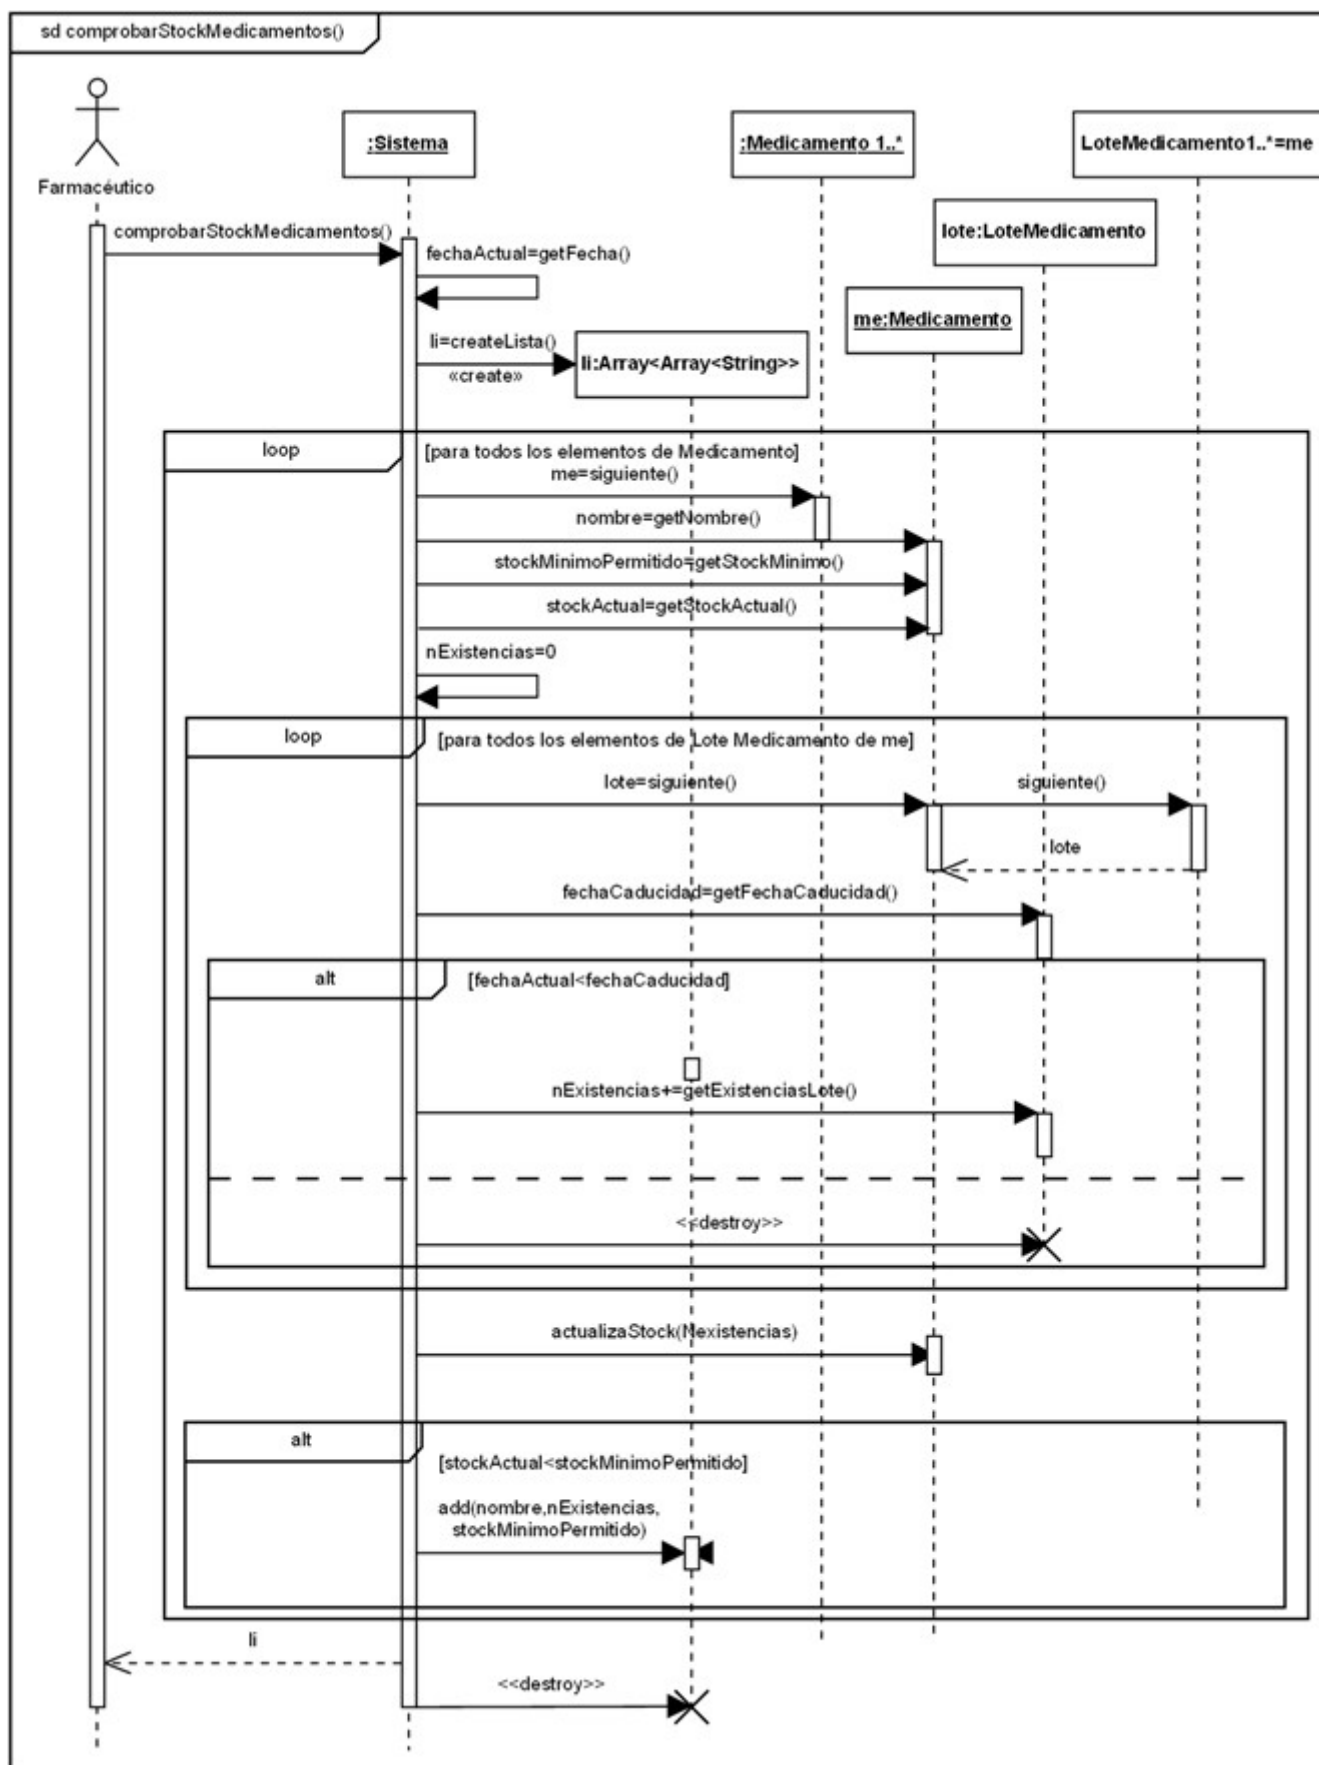 sd comprobarStockMedicamentos()
:Sistema
:Medicamento 1..*
LoteMedicamento1..*=me
Farmacéutico
lote:LoteMedicamento
comprobarStockMedicamentos()
fechaActual=getFecha()
me:Medicamento
li=createLista()
«create»
li:Array<Array<String>>
loop
[para todos los elementos de Medicamento]
me=siguiente()
nombre=getNombre()
stockMinimoPermitido=getStockMinimo()
stockActual=getStockActual()
nExistencias=0
loop
[para todos los elementos de Lote Medicamento de me]
lote=siguiente()
siguiente()
lote
fechaCaducidad=getFechaCaducidad()
alt
[fechaActual<fechaCaducidad]
nExistencias+=getExistenciasLote()
<<destroy>>
actualizaStock(Nexistencias)
alt
[stockActual<stockMinimoPermitido]
add(nombre,nExistencias,
stockMinimoPermitido)
li
<<destroy>>